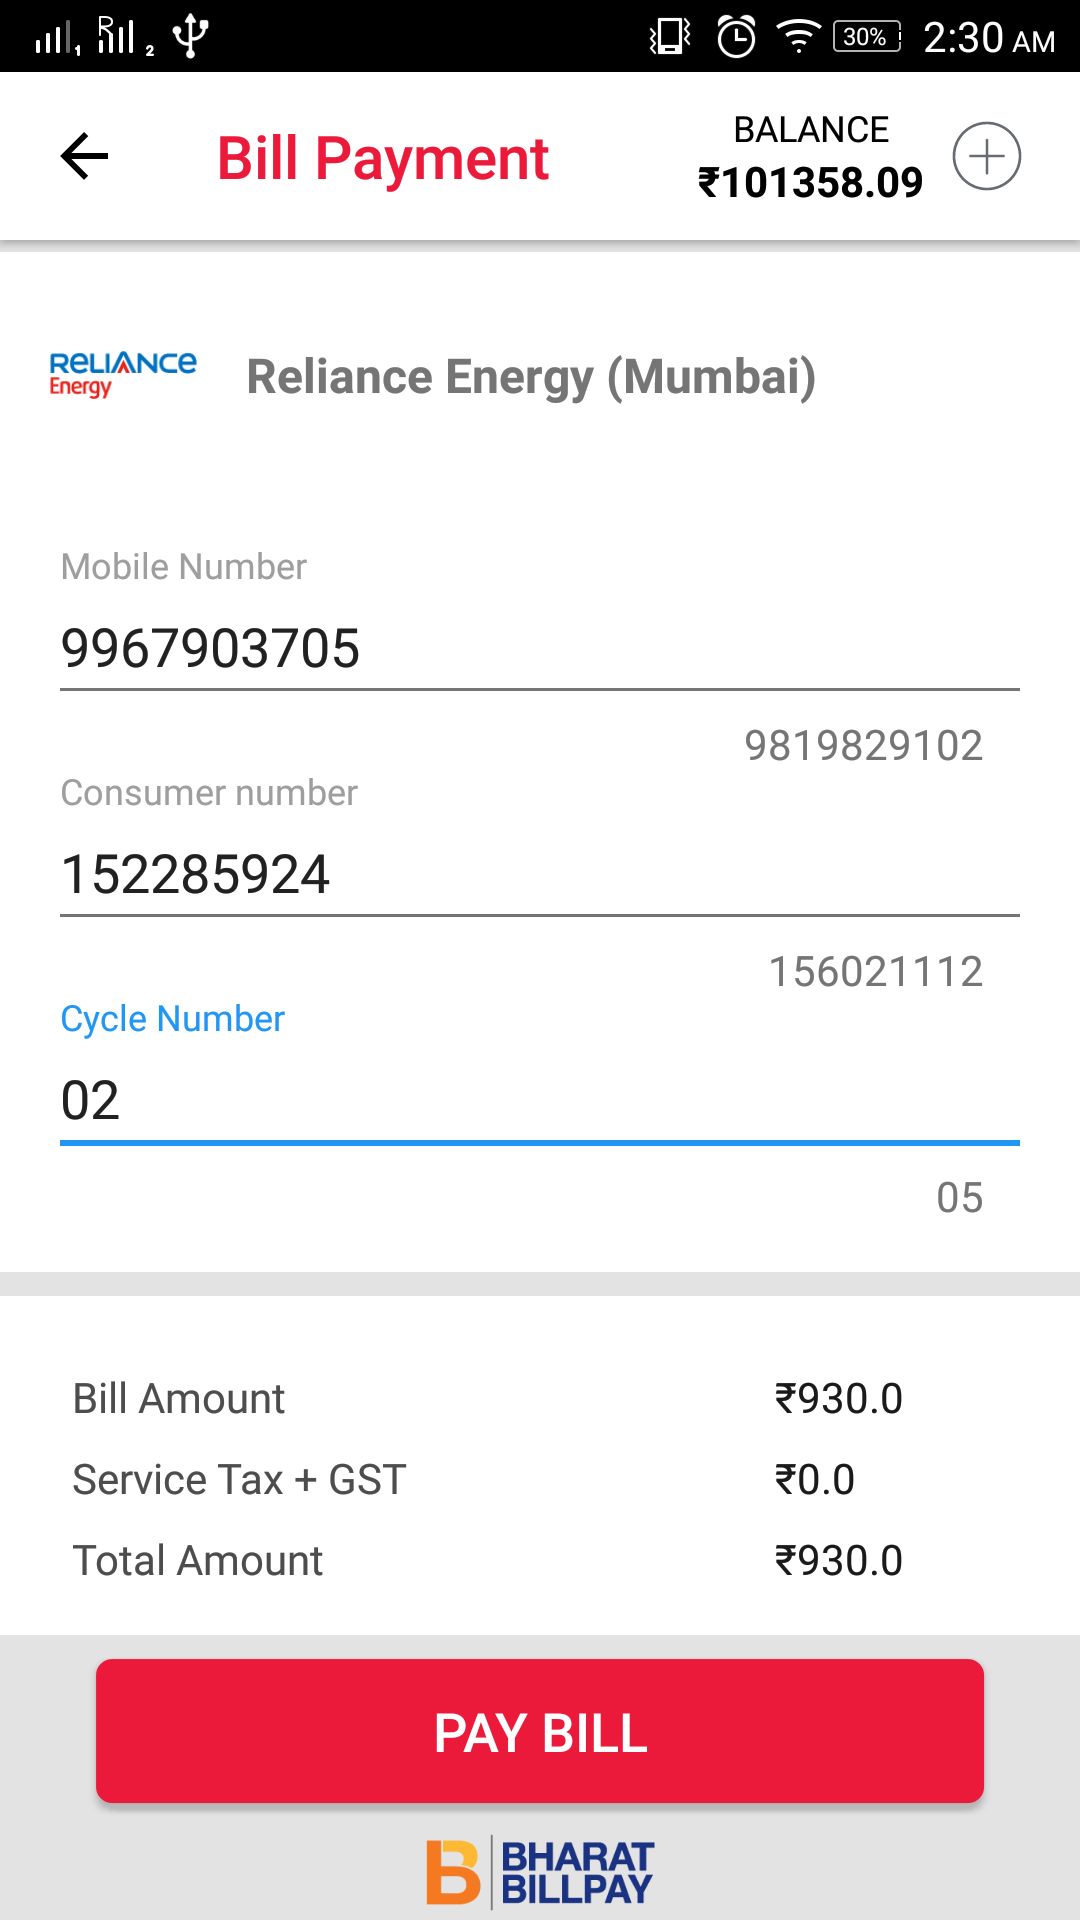 1 R 2 30% 2:30 AM
Bill Payment
BALANCE
₹101358.09
RELIANCE
Energy
Reliance Energy (Mumbai)
Mobile Number
9967903705
9819829102
Consumer number
152285924
156021112
Cycle Number
02
05
Bill Amount ₹930.0
Service Tax + GST ₹0.0
Total Amount ₹930.0
PAY BILL
B BHARAT
BILLPAY